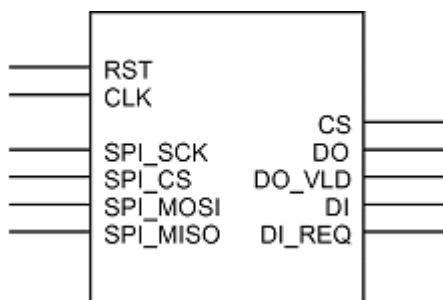 RST
CLK
CS
SPI_SCK DO
SPI_CS DO_VLD
SPI_MOSI DI
SPI_MISO DI_REQ